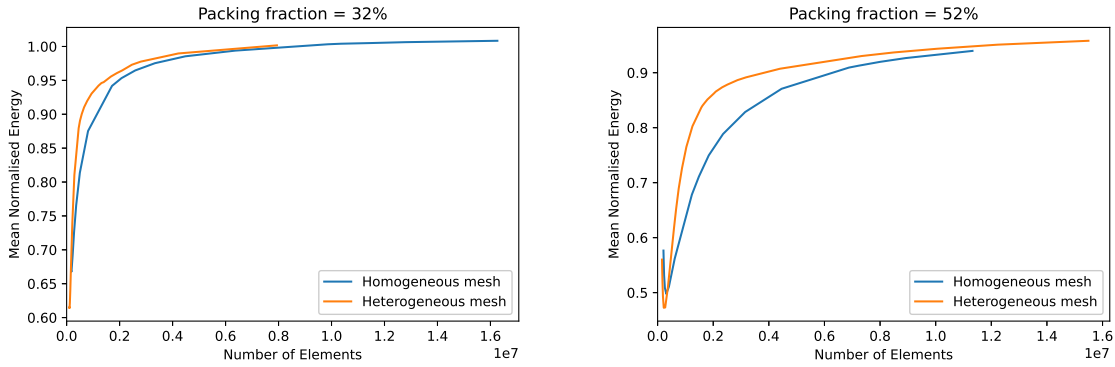 Packing fraction = 32%
Mean Normalised Energy
1.00
0.95
0.90
0.85
0.80
0.75
0.70
0.65
0.60
0.0 0.2 0.4 0.6 0.8 1.0 1.2 1.4 1.6
1e7
Number of Elements
Homogeneous mesh
Heterogeneous mesh
Packing fraction = 52%
Mean Normalised Energy
0.9
0.8
0.7
0.6
0.5
0.0 0.2 0.4 0.6 0.8 1.0 1.2 1.4 1.6
1e7
Number of Elements
Homogeneous mesh
Heterogeneous mesh